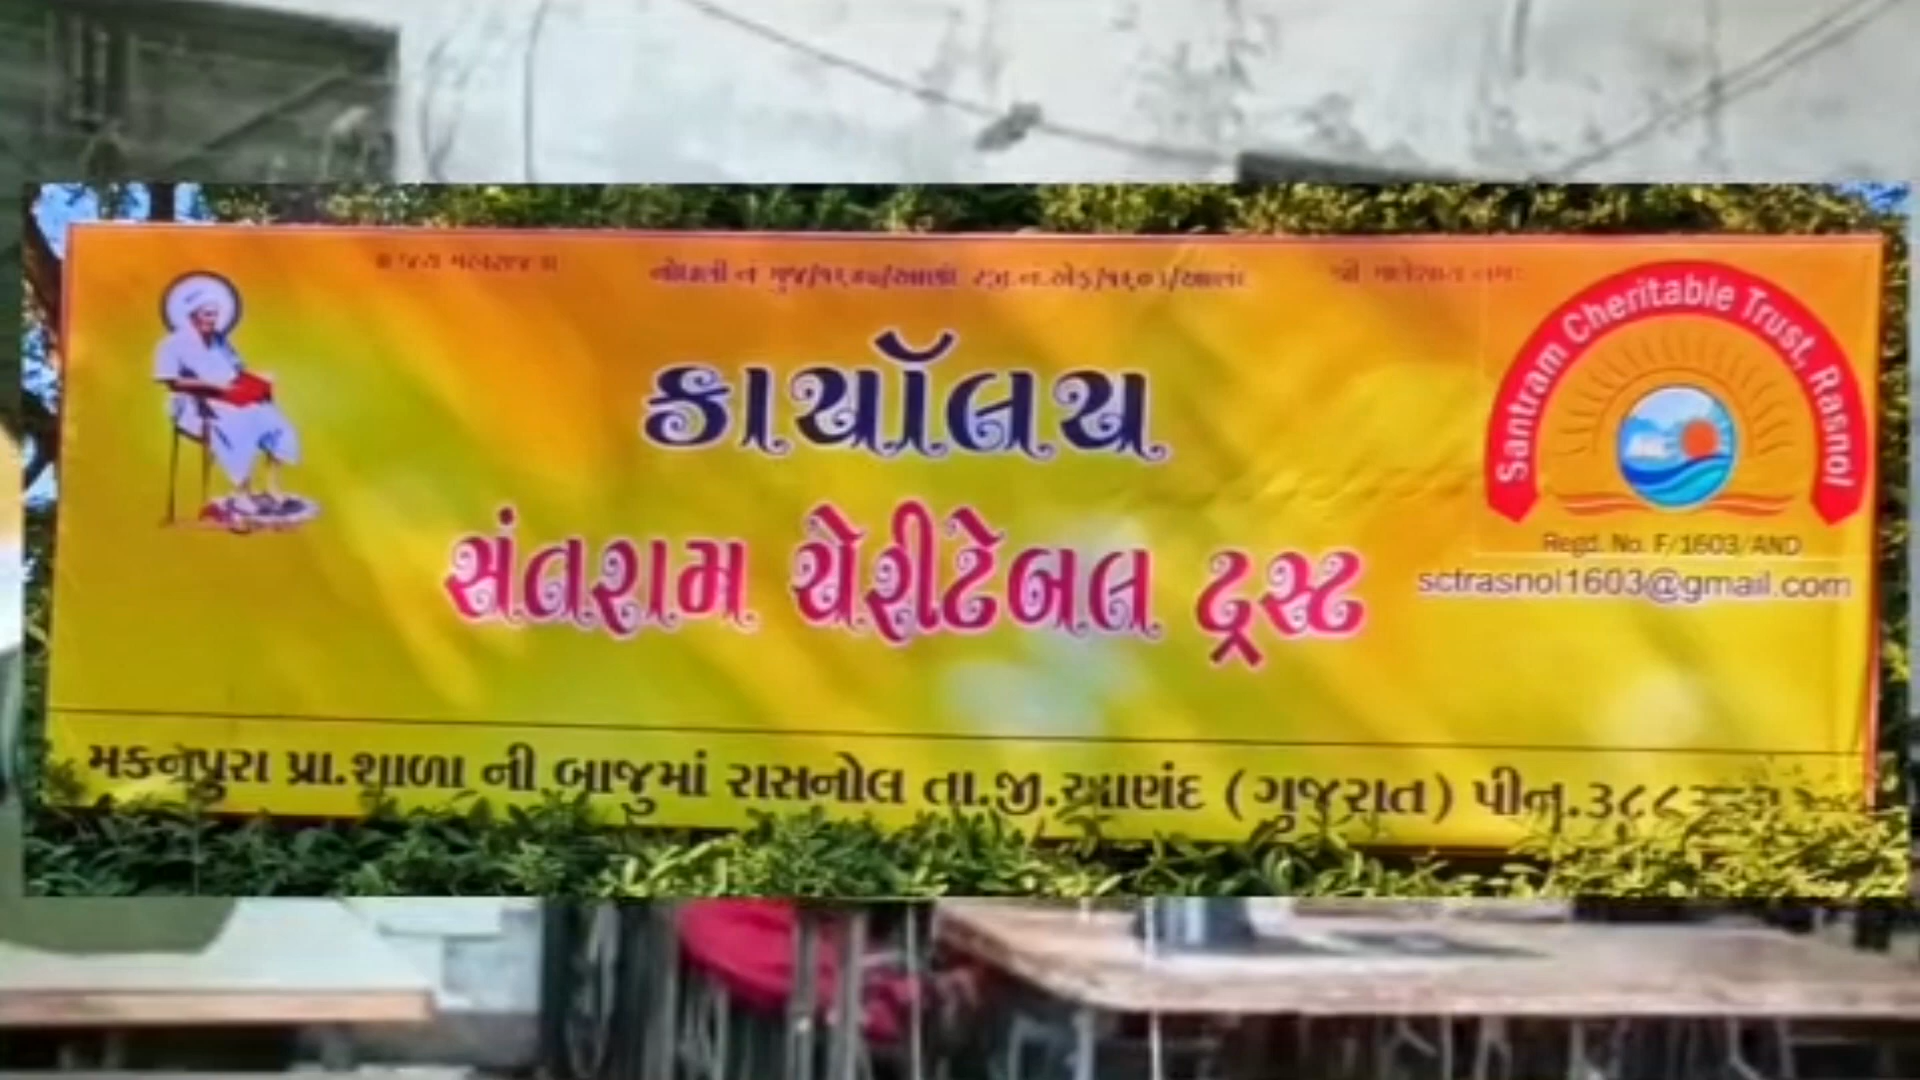 કાર્યાલય
સંતરામ ચેરીટેબલ ટ્રસ્ટ
Santram Cheritable Trust, Rasnol
Regd. No. F/1603/AND
sctrasnol1603@gmail.com
મકનપુરા પ્રા.શાળા ની બાજુમાં રાસનોલ તા.જી.આણંદ (ગુજરાત) પીન.